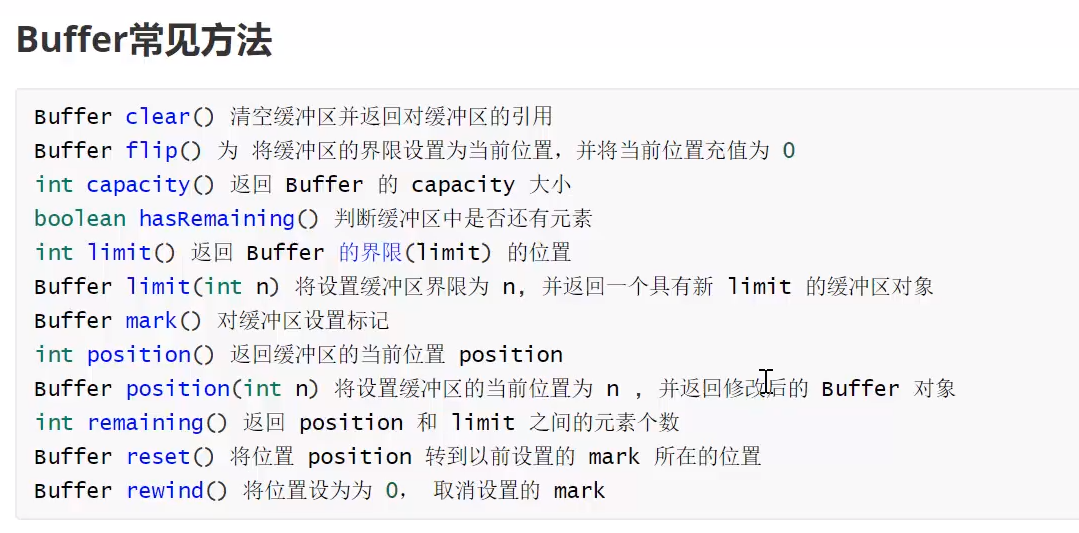 Buffer常见方法
Buffer clear() 清空缓冲区并返回对缓冲区的引用
Buffer flip() 为 将缓冲区的界限设置为当前位置，并将当前位置充值为 0
int capacity() 返回 Buffer 的 capacity 大小
boolean hasRemaining() 判断缓冲区中是否还有元素
int limit() 返回 Buffer 的界限(limit) 的位置
Buffer limit(int n) 将设置缓冲区界限为 n, 并返回一个具有新 limit 的缓冲区对象
Buffer mark() 对缓冲区设置标记
int position() 返回缓冲区的当前位置 position
Buffer position(int n) 将设置缓冲区的当前位置为 n , 并返回修改后的 Buffer 对象
int remaining() 返回 position 和 limit 之间的元素个数
Buffer reset() 将位置 position 转到以前设置的 mark 所在的位置
Buffer rewind() 将位置设为为 0， 取消设置的 mark